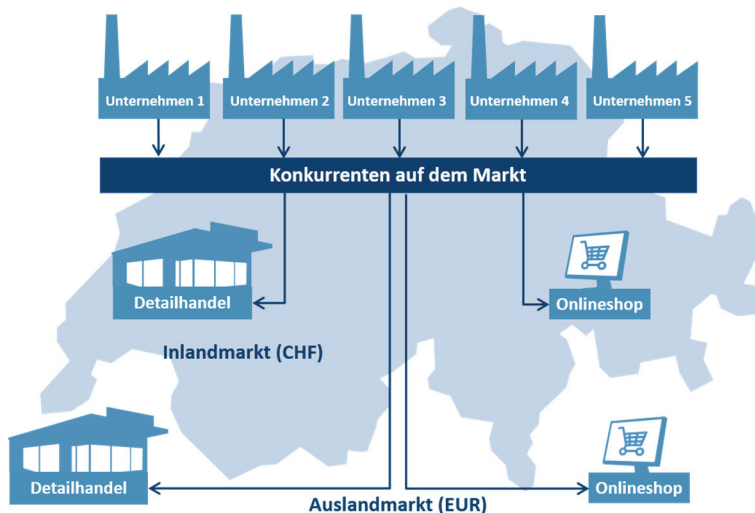 Unternehmen 1
Unternehmen 2
Unternehmen 3
Unternehmen 4
Unternehmen 5
Konkurrenten auf dem Markt
Detailhandel
Onlineshop
Inlandmarkt (CHF)
Detailhandel
Onlineshop
Auslandmarkt (EUR)